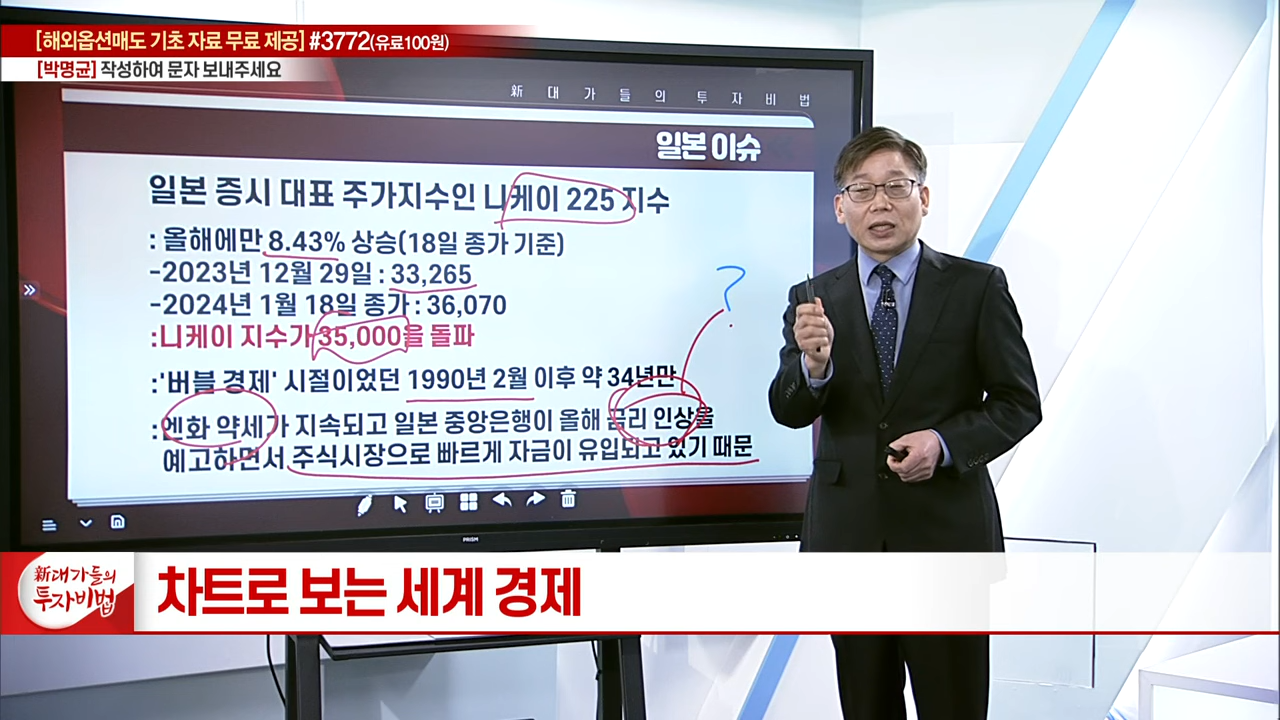 [해외옵션매도 기초 자료 무료 제공] #3772(유료100원)
[박명균] 작성하여 문자 보내주세요
新 대가들의 투자비법
일본 이슈
일본 증시 대표 주가지수인 니케이 225 지수
: 올해에만 8.43% 상승(18일 종가 기준)
-2023년 12월 29일 : 33,265
-2024년 1월 18일 종가 : 36,070
:니케이 지수가 35,000을 돌파
:'버블 경제' 시절이었던 1990년 2월 이후 약 34년만
?
:엔화 약세가 지속되고 일본 중앙은행이 올해 금리 인상을
예고하면서 주식시장으로 빠르게 자금이 유입되고 있기 때문
PRISM
新대가들의
투자비법
차트로 보는 세계 경제